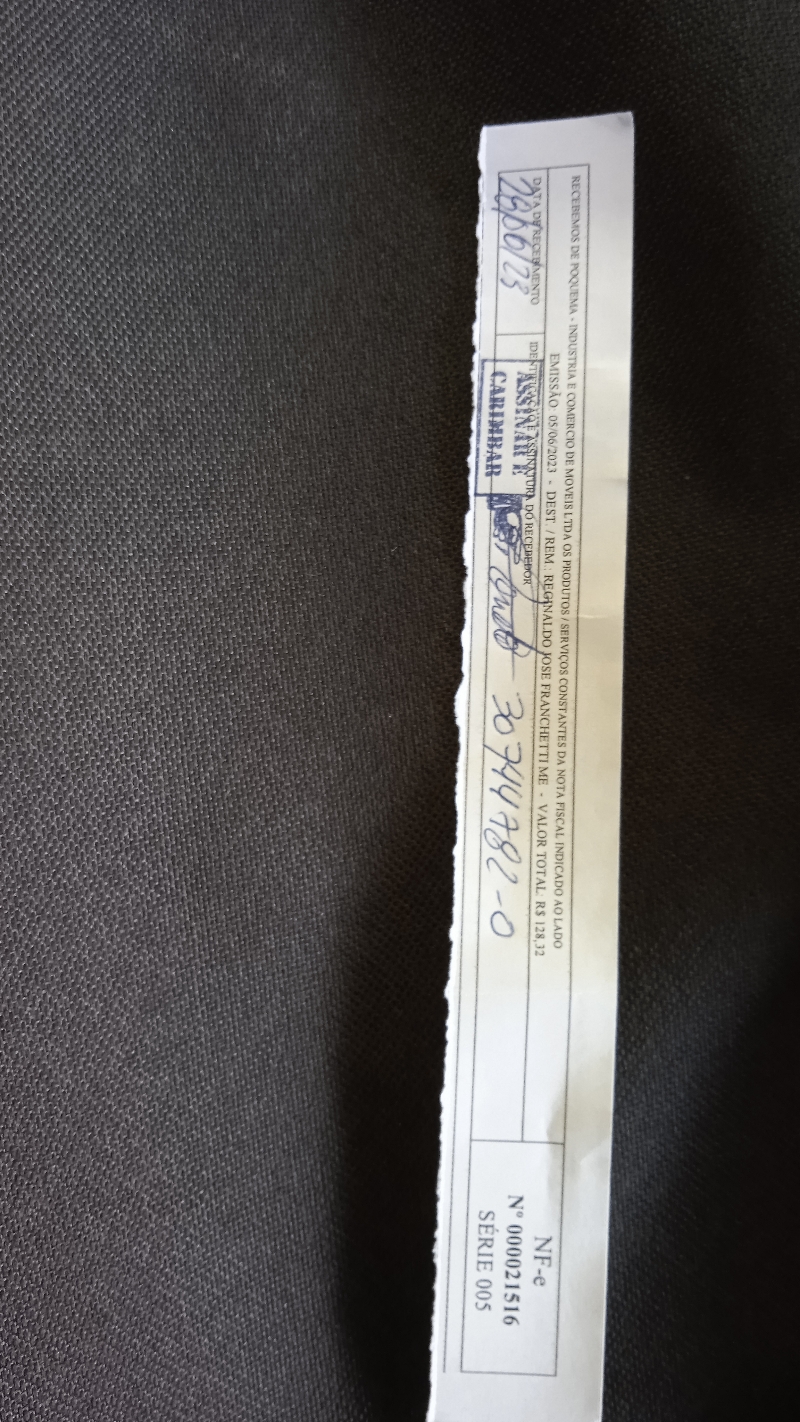 RECEBEMOS DE POQUEMA - INDUSTRIA E COMERCIO DE MOVEIS LTDA OS PRODUTOS / SERVIÇOS CONSTANTES DA NOTA FISCAL INDICADO AO LADO
EMISSÃO 05/06/2023 - DEST. / REM.: REGINALDO JOSE FRANCHETTI ME - VALOR TOTAL: R$ 128,32
DATA DE RECEBIMENTO
IDENTIFICAÇÃO E ASSINATURA DO RECEBEDOR
/06/23
ASSINAR E
CARIMBAR
30744782-0
NF-e
Nº 000021516
SÉRIE 005